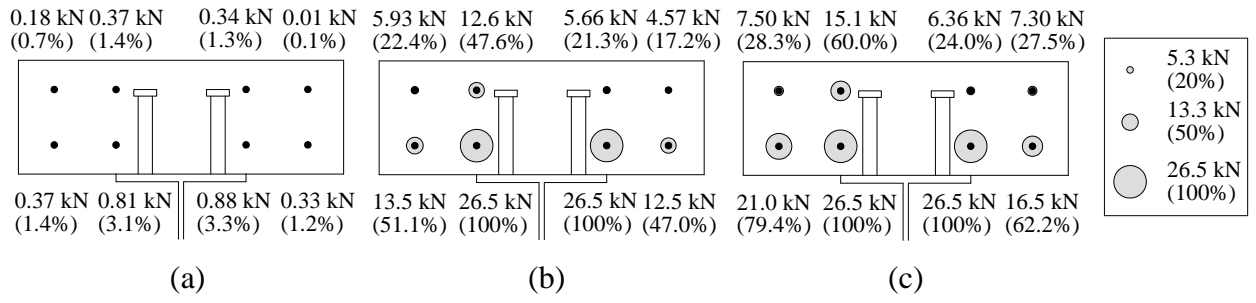 0.18 kN 0.37 kN 0.34 kN 0.01 kN
(0.7%) (1.4%) (1.3%) (0.1%)
0.37 kN 0.81 kN 0.88 kN 0.33 kN
(1.4%) (3.1%) (3.3%) (1.2%)
(a)
5.93 kN 12.6 kN 5.66 kN 4.57 kN
(22.4%) (47.6%) (21.3%) (17.2%)
13.5 kN 26.5 kN 26.5 kN 12.5 kN
(51.1%) (100%) (100%) (47.0%)
(b)
7.50 kN 15.1 kN 6.36 kN 7.30 kN
(28.3%) (60.0%) (24.0%) (27.5%)
21.0 kN 26.5 kN 26.5 kN 16.5 kN
(79.4%) (100%) (100%) (62.2%)
(c)
5.3 kN
(20%)
13.3 kN
(50%)
26.5 kN
(100%)